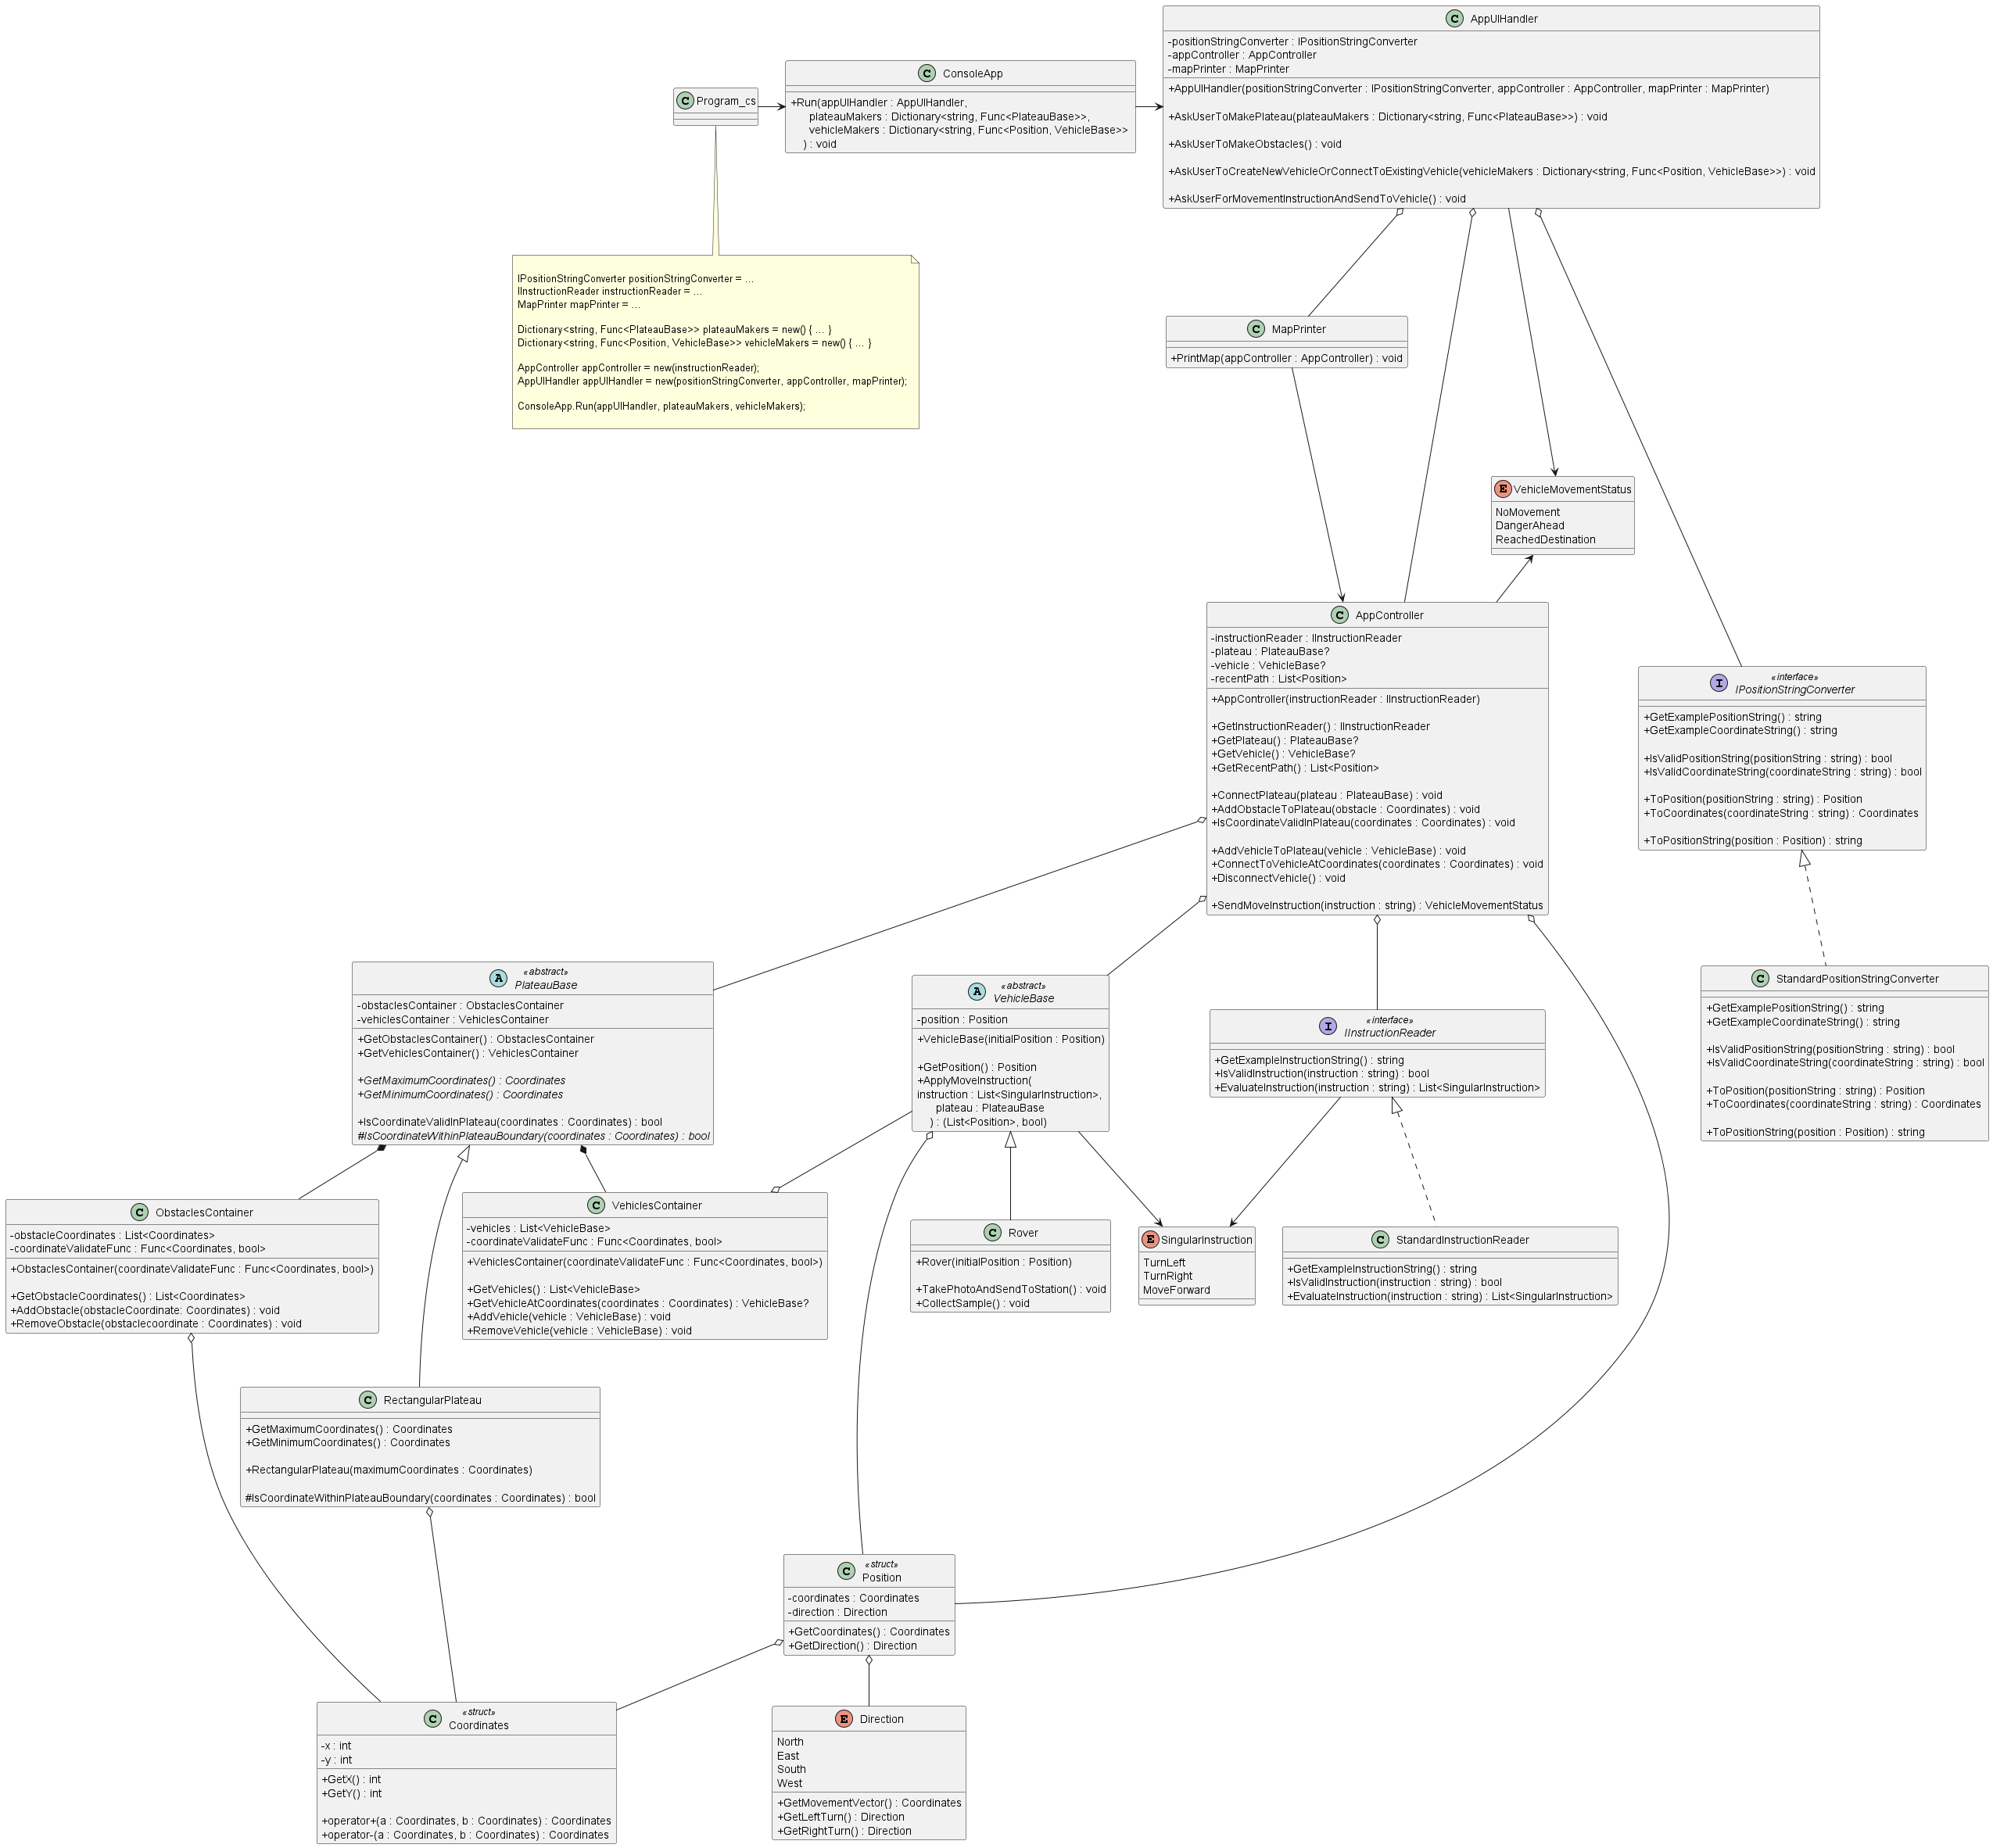 C AppUIHandler
-positionStringConverter : IPositionStringConverter
-appController : AppController
-mapPrinter : MapPrinter
+AppUIHandler(positionStringConverter : IPositionStringConverter, appController : AppController, mapPrinter : MapPrinter)
+AskUserToMakePlateau(plateauMakers : Dictionary<string, Func<PlateauBase>>) : void
+AskUserToMakeObstacles() : void
+AskUserToCreateNewVehicleOrConnectToExistingVehicle(vehicleMakers : Dictionary<string, Func<Position, VehicleBase>>) : void
+AskUserForMovementInstructionAndSendToVehicle() : void
C ConsoleApp
+Run(appUIHandler : AppUIHandler,
plateauMakers : Dictionary<string, Func<PlateauBase>>,
vehicleMakers : Dictionary<string, Func<Position, VehicleBase>>
) : void
C Program_cs
IPositionStringConverter positionStringConverter = ...
IInstructionReader instructionReader = ...
MapPrinter mapPrinter = ...
Dictionary<string, Func<PlateauBase>> plateauMakers = new() { ... }
Dictionary<string, Func<Position, VehicleBase>> vehicleMakers = new() { ... }
AppController appController = new(instructionReader);
AppUIHandler appUIHandler = new(positionStringConverter, appController, mapPrinter);
ConsoleApp.Run(appUIHandler, plateauMakers, vehicleMakers);
C MapPrinter
+PrintMap(appController : AppController) : void
E VehicleMovementStatus
NoMovement
DangerAhead
ReachedDestination
C AppController
-instructionReader : IInstructionReader
-plateau : PlateauBase?
-vehicle : VehicleBase?
-recentPath : List<Position>
+AppController(instructionReader : IInstructionReader)
+GetInstructionReader() : IInstructionReader
+GetPlateau() : PlateauBase?
+GetVehicle() : VehicleBase?
+GetRecentPath() : List<Position>
+ConnectPlateau(plateau : PlateauBase) : void
+AddObstacleToPlateau(obstacle : Coordinates) : void
+IsCoordinateValidInPlateau(coordinates : Coordinates) : void
+AddVehicleToPlateau(vehicle : VehicleBase) : void
+ConnectToVehicleAtCoordinates(coordinates : Coordinates) : void
+DisconnectVehicle() : void
+SendMoveInstruction(instruction : string) : VehicleMovementStatus
«interface»
I IPositionStringConverter
+GetExamplePositionString() : string
+GetExampleCoordinateString() : string
+IsValidPositionString(positionString : string) : bool
+IsValidCoordinateString(coordinateString : string) : bool
+ToPosition(positionString : string) : Position
+ToCoordinates(coordinateString : string) : Coordinates
+ToPositionString(position : Position) : string
C StandardPositionStringConverter
+GetExamplePositionString() : string
+GetExampleCoordinateString() : string
+IsValidPositionString(positionString : string) : bool
+IsValidCoordinateString(coordinateString : string) : bool
+ToPosition(positionString : string) : Position
+ToCoordinates(coordinateString : string) : Coordinates
+ToPositionString(position : Position) : string
«abstract»
A PlateauBase
-obstaclesContainer : ObstaclesContainer
-vehiclesContainer : VehiclesContainer
+GetObstaclesContainer() : ObstaclesContainer
+GetVehiclesContainer() : VehiclesContainer
+GetMaximumCoordinates() : Coordinates
+GetMinimumCoordinates() : Coordinates
+IsCoordinateValidInPlateau(coordinates : Coordinates) : bool
#IsCoordinateWithinPlateauBoundary(coordinates : Coordinates) : bool
«abstract»
A VehicleBase
-position : Position
+VehicleBase(initialPosition : Position)
+GetPosition() : Position
+ApplyMoveInstruction(
instruction : List<SingularInstruction>,
plateau : PlateauBase
) : (List<Position>, bool)
«interface»
I IInstructionReader
+GetExampleInstructionString() : string
+IsValidInstruction(instruction : string) : bool
+EvaluateInstruction(instruction : string) : List<SingularInstruction>
C ObstaclesContainer
-obstacleCoordinates : List<Coordinates>
-coordinateValidateFunc : Func<Coordinates, bool>
+ObstaclesContainer(coordinateValidateFunc : Func<Coordinates, bool>)
+GetObstacleCoordinates() : List<Coordinates>
+AddObstacle(obstacleCoordinate: Coordinates) : void
+RemoveObstacle(obstaclecoordinate : Coordinates) : void
C VehiclesContainer
-vehicles : List<VehicleBase>
-coordinateValidateFunc : Func<Coordinates, bool>
+VehiclesContainer(coordinateValidateFunc : Func<Coordinates, bool>)
+GetVehicles() : List<VehicleBase>
+GetVehicleAtCoordinates(coordinates : Coordinates) : VehicleBase?
+AddVehicle(vehicle : VehicleBase) : void
+RemoveVehicle(vehicle : VehicleBase) : void
C Rover
+Rover(initialPosition : Position)
+TakePhotoAndSendToStation() : void
+CollectSample() : void
E SingularInstruction
TurnLeft
TurnRight
MoveForward
C StandardInstructionReader
+GetExampleInstructionString() : string
+IsValidInstruction(instruction : string) : bool
+EvaluateInstruction(instruction : string) : List<SingularInstruction>
C RectangularPlateau
+GetMaximumCoordinates() : Coordinates
+GetMinimumCoordinates() : Coordinates
+RectangularPlateau(maximumCoordinates : Coordinates)
#IsCoordinateWithinPlateauBoundary(coordinates : Coordinates) : bool
«struct»
C Position
-coordinates : Coordinates
-direction : Direction
+GetCoordinates() : Coordinates
+GetDirection() : Direction
«struct»
C Coordinates
-x : int
-y : int
+GetX() : int
+GetY() : int
+operator+(a : Coordinates, b : Coordinates) : Coordinates
+operator-(a : Coordinates, b : Coordinates) : Coordinates
E Direction
North
East
South
West
+GetMovementVector() : Coordinates
+GetLeftTurn() : Direction
+GetRightTurn() : Direction